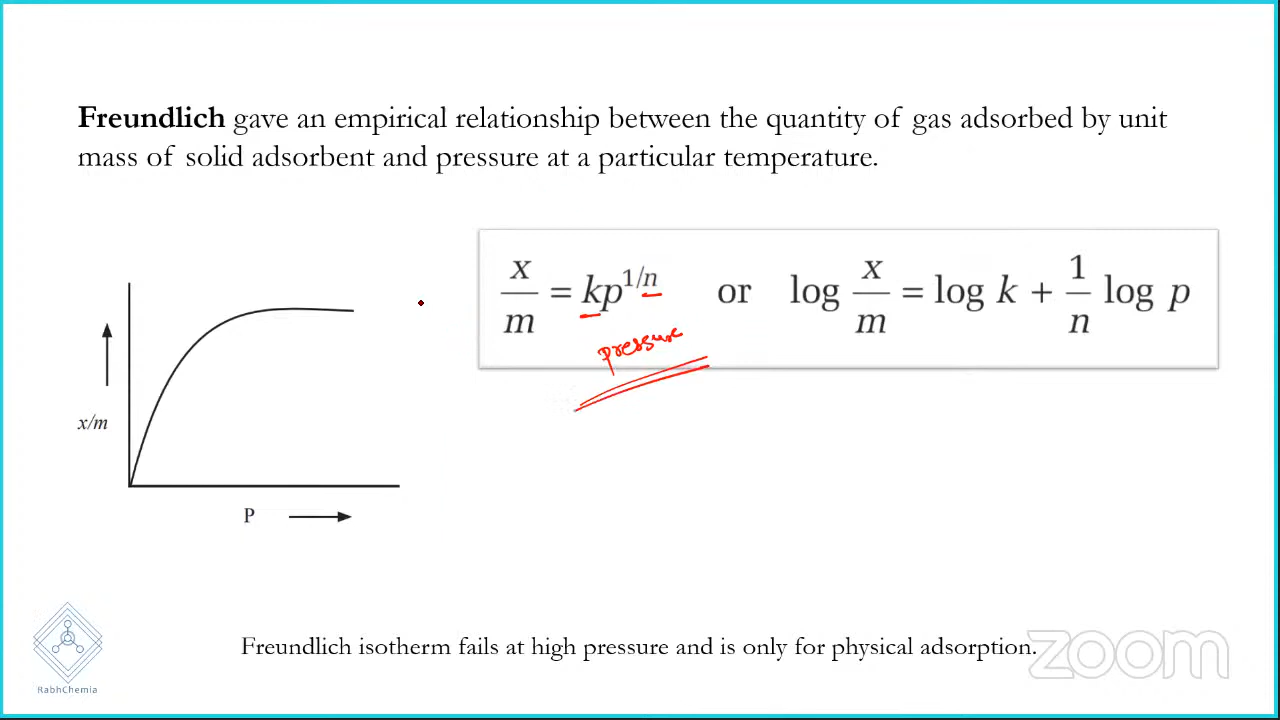 Freundlich gave an empirical relationship between the quantity of gas adsorbed by unit
mass of solid adsorbent and pressure at a particular temperature.
x/m = kp^1/n or log x/m = log k + 1/n log p
pressure
x/m
P
Freundlich isotherm fails at high pressure and is only for physical adsorption.
zoom
RabhChemia